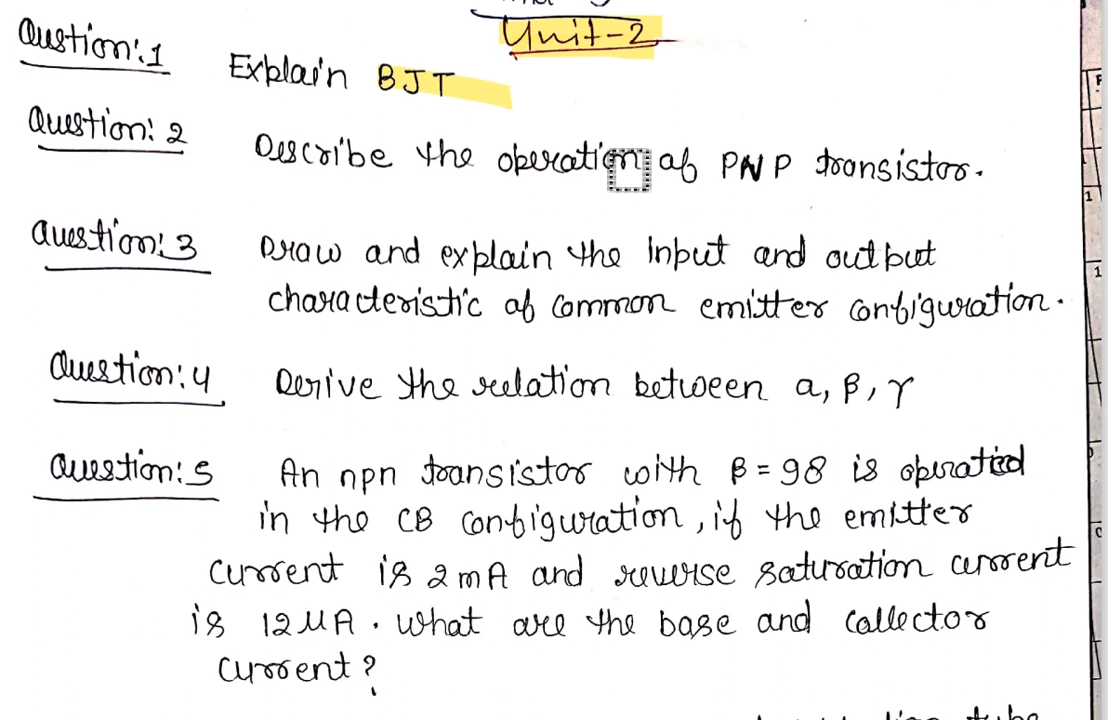 Unit-2
Question:1 Explain BJT
Question: 2 Describe the operation of PNP transistor.
Question: 3 Draw and explain the input and output
characteristic of common emitter configuration.
Question: 4 Derive the relation between a, β, γ
Question: 5 An npn transistor with β = 98 is operated
in the CB configuration, if the emitter
current is 2mA and reverse saturation current
is 12 μA. what are the base and collector
current?